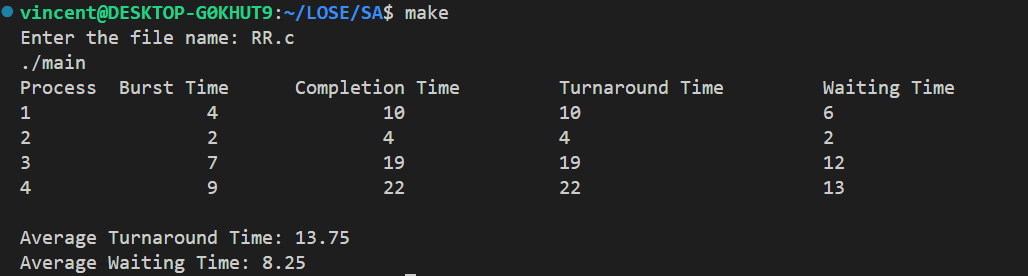 vincent@DESKTOP-G0KHUT9:~/LOSE/SA$ make
Enter the file name: RR.c
./main
Process  Burst Time      Completion Time         Turnaround Time         Waiting Time
1                4               10              10                      6
2                2               4               4                       2
3                7               19              19                      12
4                9               22              22                      13
Average Turnaround Time: 13.75
Average Waiting Time: 8.25